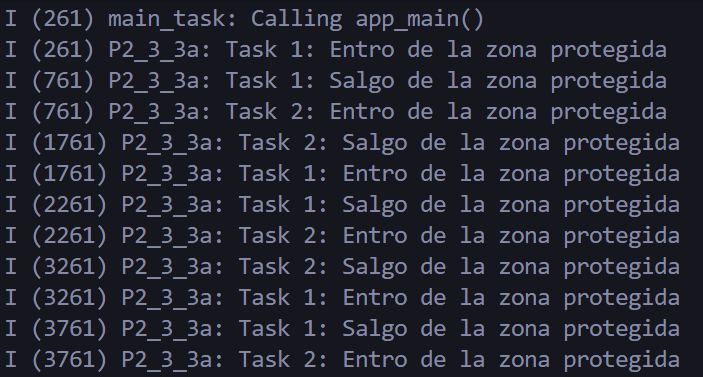 I (261) main_task: Calling app_main()
I (261) P2_3_3a: Task 1: Entro de la zona protegida
I (761) P2_3_3a: Task 1: Salgo de la zona protegida
I (761) P2_3_3a: Task 2: Entro de la zona protegida
I (1761) P2_3_3a: Task 2: Salgo de la zona protegida
I (1761) P2_3_3a: Task 1: Entro de la zona protegida
I (2261) P2_3_3a: Task 1: Salgo de la zona protegida
I (2261) P2_3_3a: Task 2: Entro de la zona protegida
I (3261) P2_3_3a: Task 2: Salgo de la zona protegida
I (3261) P2_3_3a: Task 1: Entro de la zona protegida
I (3761) P2_3_3a: Task 1: Salgo de la zona protegida
I (3761) P2_3_3a: Task 2: Entro de la zona protegida